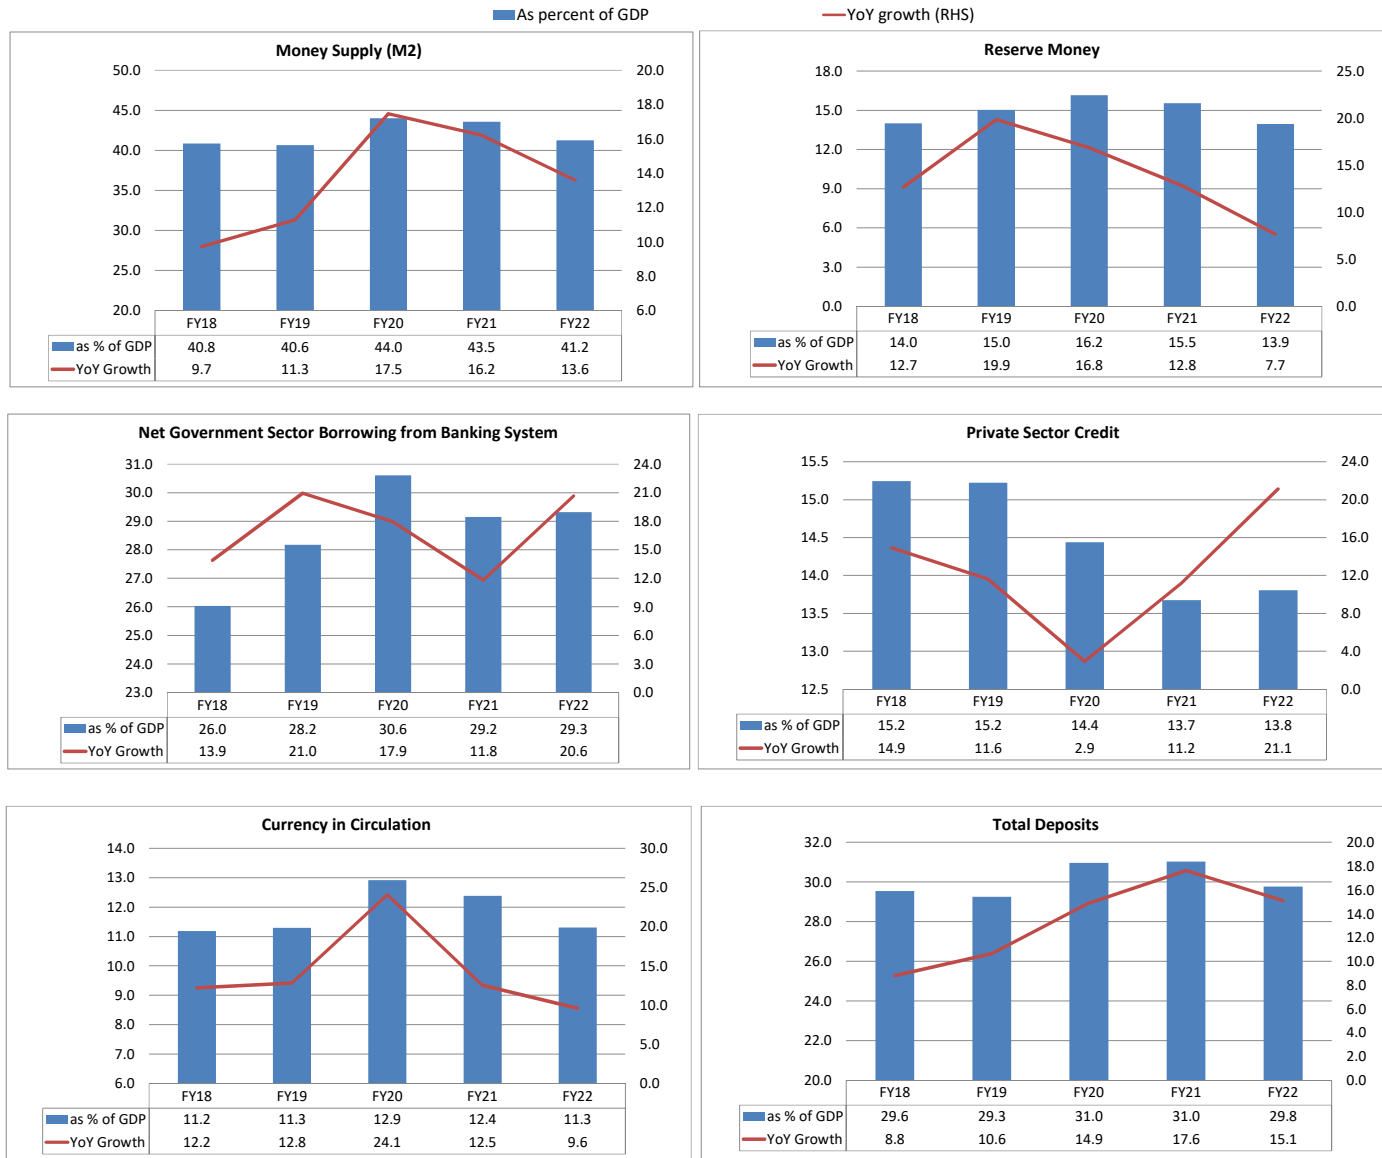 As percent of GDP YoY growth (RHS)
Money Supply (M2)
50.0 20.0
45.0 18.0
40.0 16.0
35.0 14.0
30.0 12.0
25.0 10.0
20.0 8.0
6.0
FY18 FY19 FY20 FY21 FY22
as % of GDP 40.8 40.6 44.0 43.5 41.2
YoY Growth 9.7 11.3 17.5 16.2 13.6
Reserve Money
18.0 25.0
15.0 20.0
12.0 15.0
9.0 10.0
6.0 5.0
3.0 0.0
0.0
FY18 FY19 FY20 FY21 FY22
as % of GDP 14.0 15.0 16.2 15.5 13.9
YoY Growth 12.7 19.9 16.8 12.8 7.7
Net Government Sector Borrowing from Banking System
31.0 24.0
30.0 21.0
29.0 18.0
28.0 15.0
27.0 12.0
26.0 9.0
25.0 6.0
24.0 3.0
23.0 0.0
FY18 FY19 FY20 FY21 FY22
as % of GDP 26.0 28.2 30.6 29.2 29.3
YoY Growth 13.9 21.0 17.9 11.8 20.6
Private Sector Credit
15.5 24.0
15.0 20.0
14.5 16.0
14.0 12.0
13.5 8.0
13.0 4.0
12.5 0.0
FY18 FY19 FY20 FY21 FY22
as % of GDP 15.2 15.2 14.4 13.7 13.8
YoY Growth 14.9 11.6 2.9 11.2 21.1
Currency in Circulation
14.0 30.0
13.0 25.0
12.0 20.0
11.0 15.0
10.0 10.0
9.0 5.0
8.0 0.0
7.0
6.0
FY18 FY19 FY20 FY21 FY22
as % of GDP 11.2 11.3 12.9 12.4 11.3
YoY Growth 12.2 12.8 24.1 12.5 9.6
Total Deposits
32.0 20.0
30.0 18.0
28.0 16.0
26.0 14.0
24.0 12.0
22.0 10.0
20.0 8.0
6.0
4.0
2.0
0.0
FY18 FY19 FY20 FY21 FY22
as % of GDP 29.6 29.3 31.0 31.0 29.8
YoY Growth 8.8 10.6 14.9 17.6 15.1